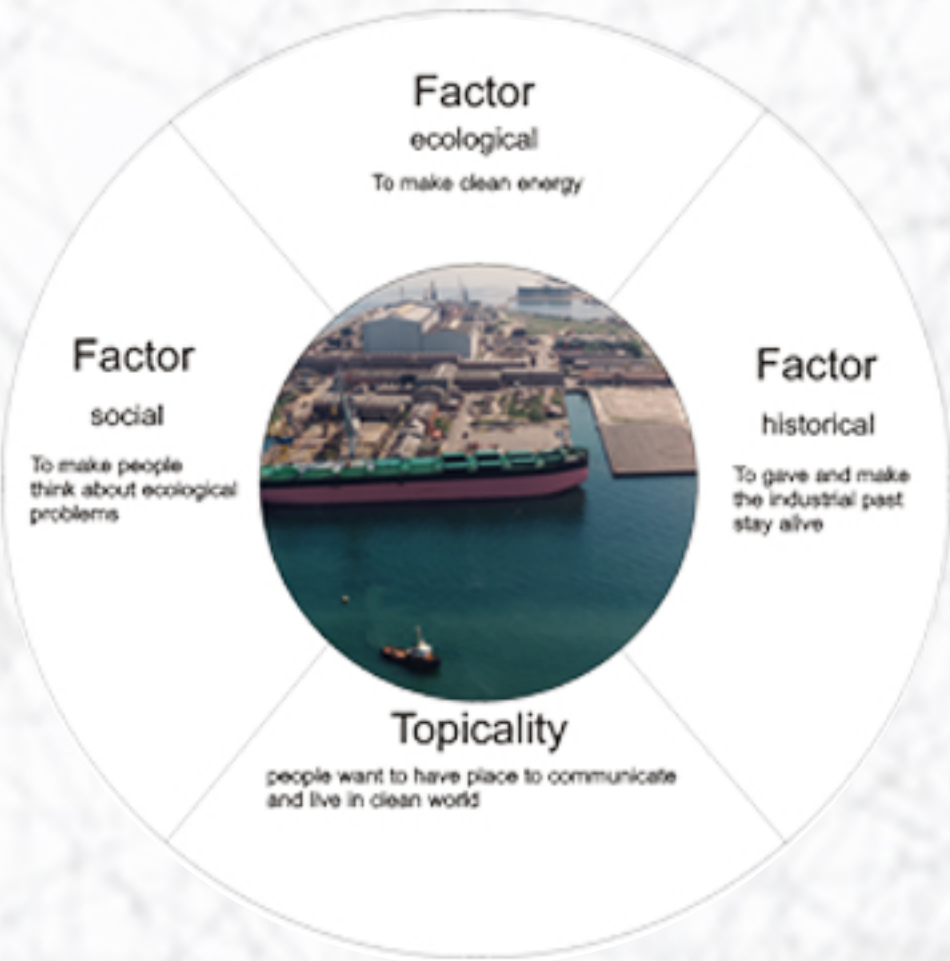 Factor
ecological
To make clean energy
Factor
social
To make people
think about ecological
problems
Factor
historical
To gave and make
the industrial past
stay alive
Topicality
people want to have place to communicate
and live in clean world